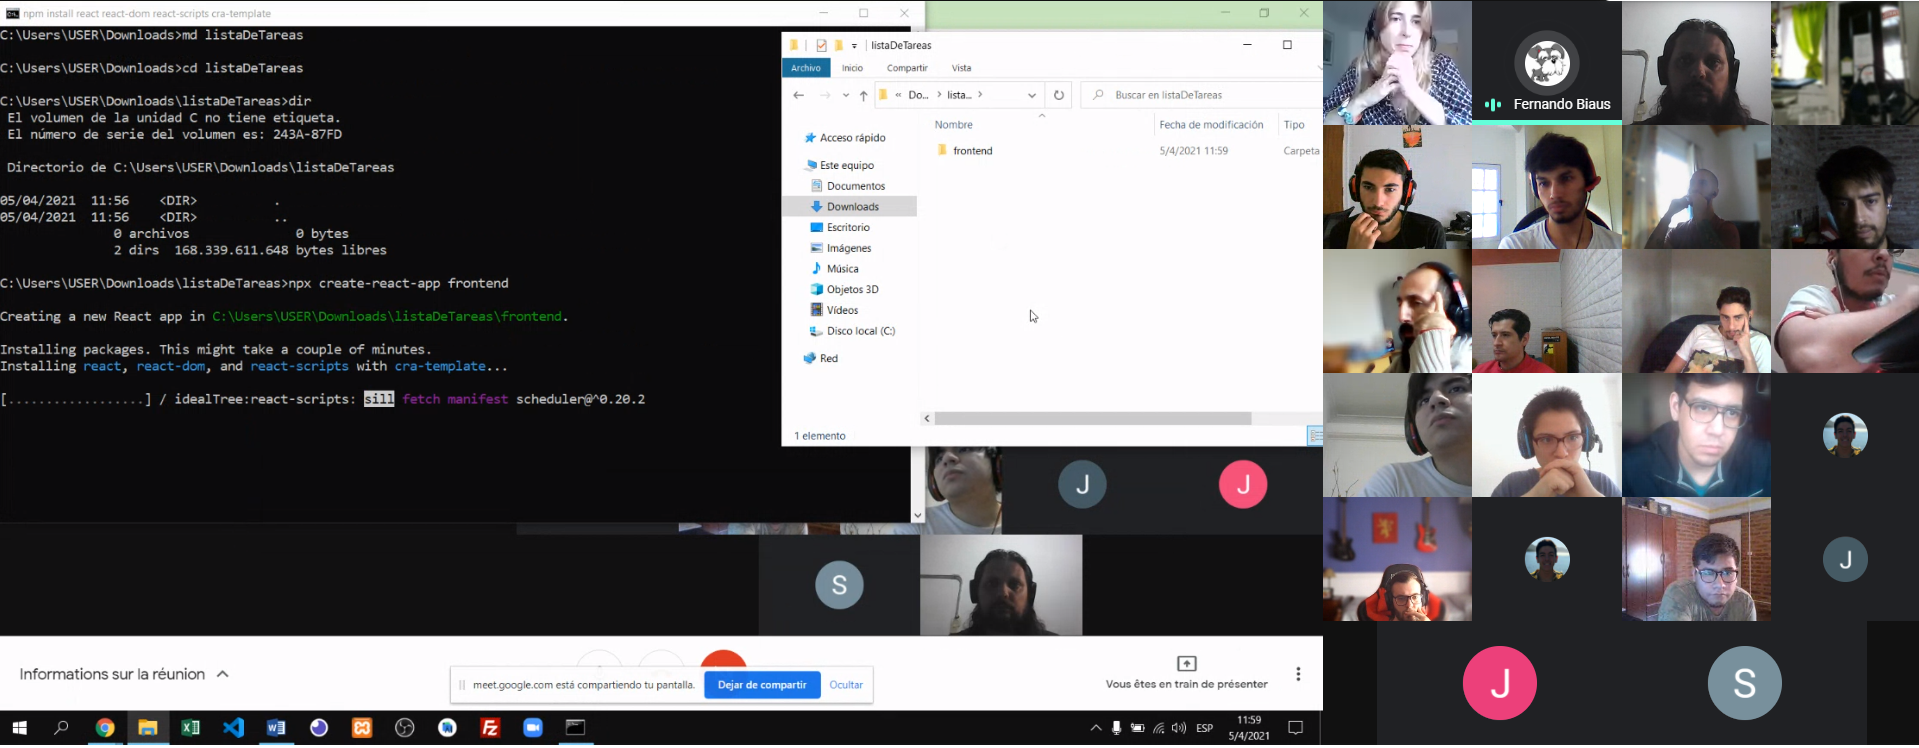 npm install react react-dom react-scripts cra-template
C:\Users\USER\Downloads>md listaDeTareas
C:\Users\USER\Downloads>cd listaDeTareas
C:\Users\USER\Downloads\listaDeTareas>dir
El volumen de la unidad C no tiene etiqueta.
El número de serie del volumen es: 243A-87FD
Directorio de C:\Users\USER\Downloads\listaDeTareas
05/04/2021 11:56 <DIR> .
05/04/2021 11:56 <DIR> ..
0 archivos 0 bytes
2 dirs 168.339.611.648 bytes libres
C:\Users\USER\Downloads\listaDeTareas>npx create-react-app frontend
Creating a new React app in C:\Users\USER\Downloads\listaDeTareas\frontend.
Installing packages. This might take a couple of minutes.
Installing react, react-dom, and react-scripts with cra-template...
[..................] / idealTree:react-scripts: sill fetch manifest scheduler@^0.20.2
listaDeTareas
Archivo Inicio Compartir Vista
« Do... > lista... >
Buscar en listaDeTareas
Nombre Fecha de modificación Tipo
frontend 5/4/2021 11:59 Carpeta
Acceso rápido
Este equipo
Documentos
Downloads
Escritorio
Imágenes
Música
Objetos 3D
Vídeos
Disco local (C:)
Red
1 elemento
J
J
S
Informations sur la réunion
meet.google.com está compartiendo tu pantalla.
Dejar de compartir
Ocultar
Vous êtes en train de présenter
ESP
11:59
5/4/2021
Fernando Biaus
J
J
S